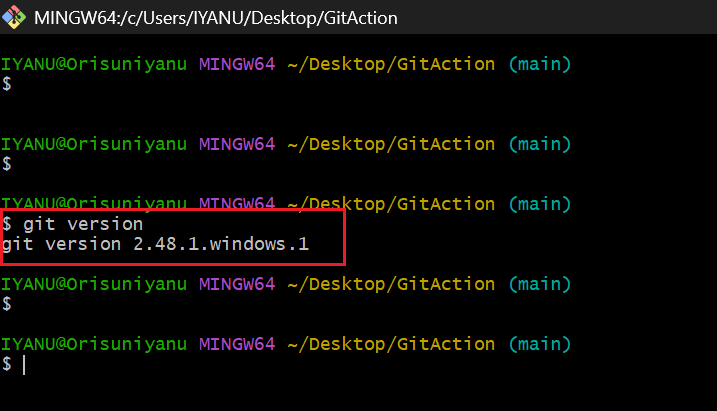 MINGW64:/c/Users/IYANU/Desktop/GitAction
IYANU@Orisuniyanu MINGW64 ~/Desktop/GitAction (main)
$
IYANU@Orisuniyanu MINGW64 ~/Desktop/GitAction (main)
$
IYANU@Orisuniyanu MINGW64 ~/Desktop/GitAction (main)
$ git version
git version 2.48.1.windows.1
IYANU@Orisuniyanu MINGW64 ~/Desktop/GitAction (main)
$
IYANU@Orisuniyanu MINGW64 ~/Desktop/GitAction (main)
$